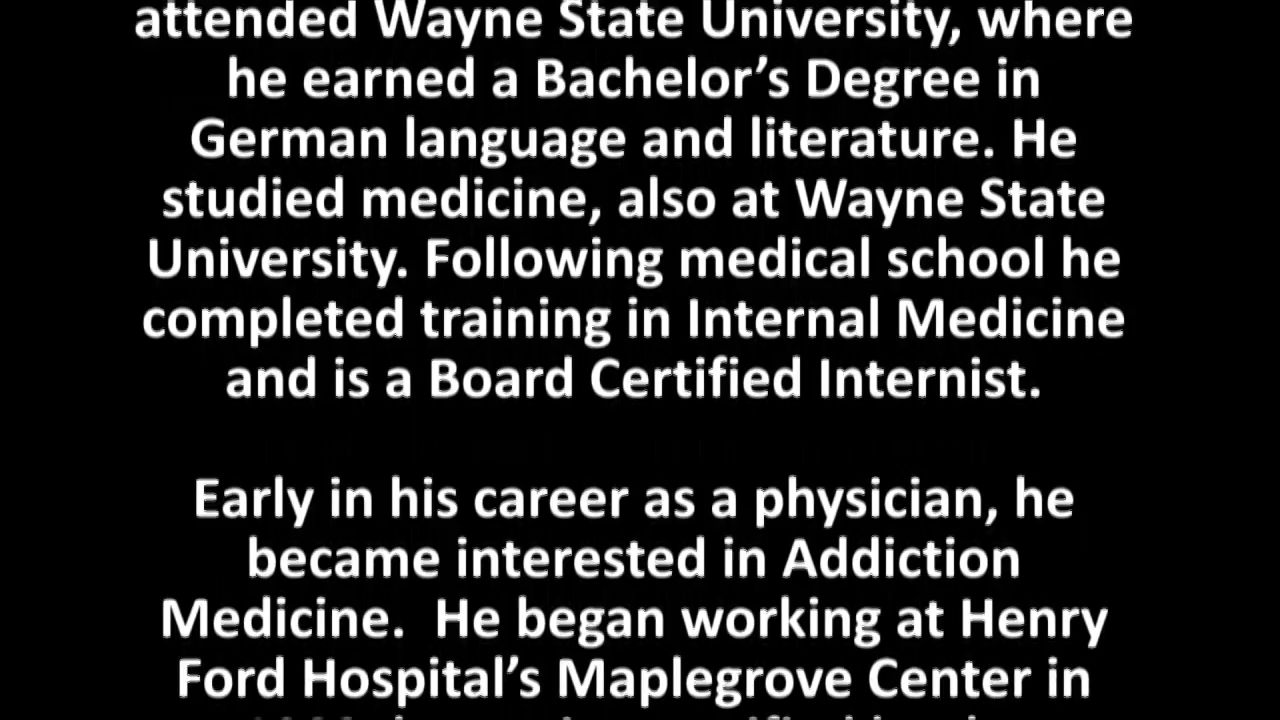 attended Wayne State University, where
he earned a Bachelor’s Degree in
German language and literature. He
studied medicine, also at Wayne State
University. Following medical school he
completed training in Internal Medicine
and is a Board Certified Internist.
Early in his career as a physician, he
became interested in Addiction
Medicine.  He began working at Henry
Ford Hospital’s Maplegrove Center in